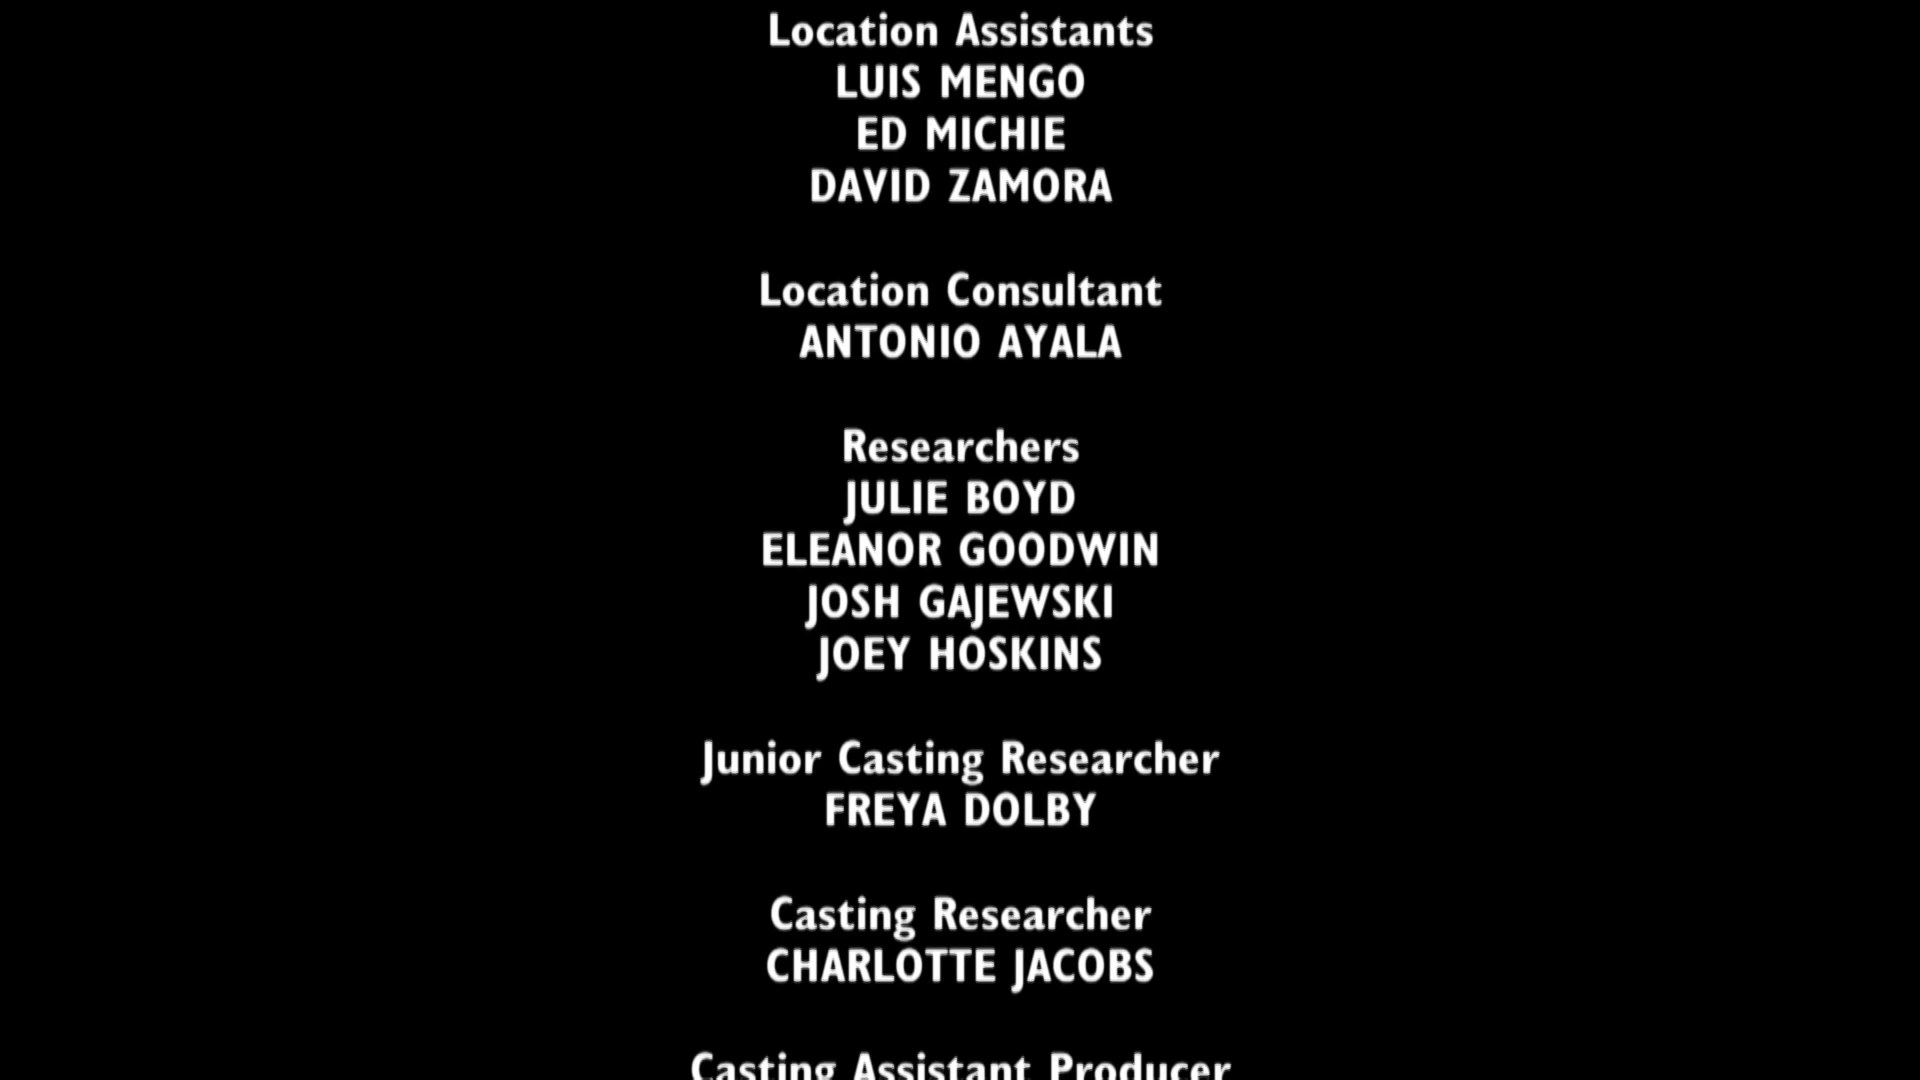 Location Assistants
LUIS MENGO
ED MICHIE
DAVID ZAMORA
Location Consultant
ANTONIO AYALA
Researchers
JULIE BOYD
ELEANOR GOODWIN
JOSH GAJEWSKI
JOEY HOSKINS
Junior Casting Researcher
FREYA DOLBY
Casting Researcher
CHARLOTTE JACOBS
Casting Assistant Producer